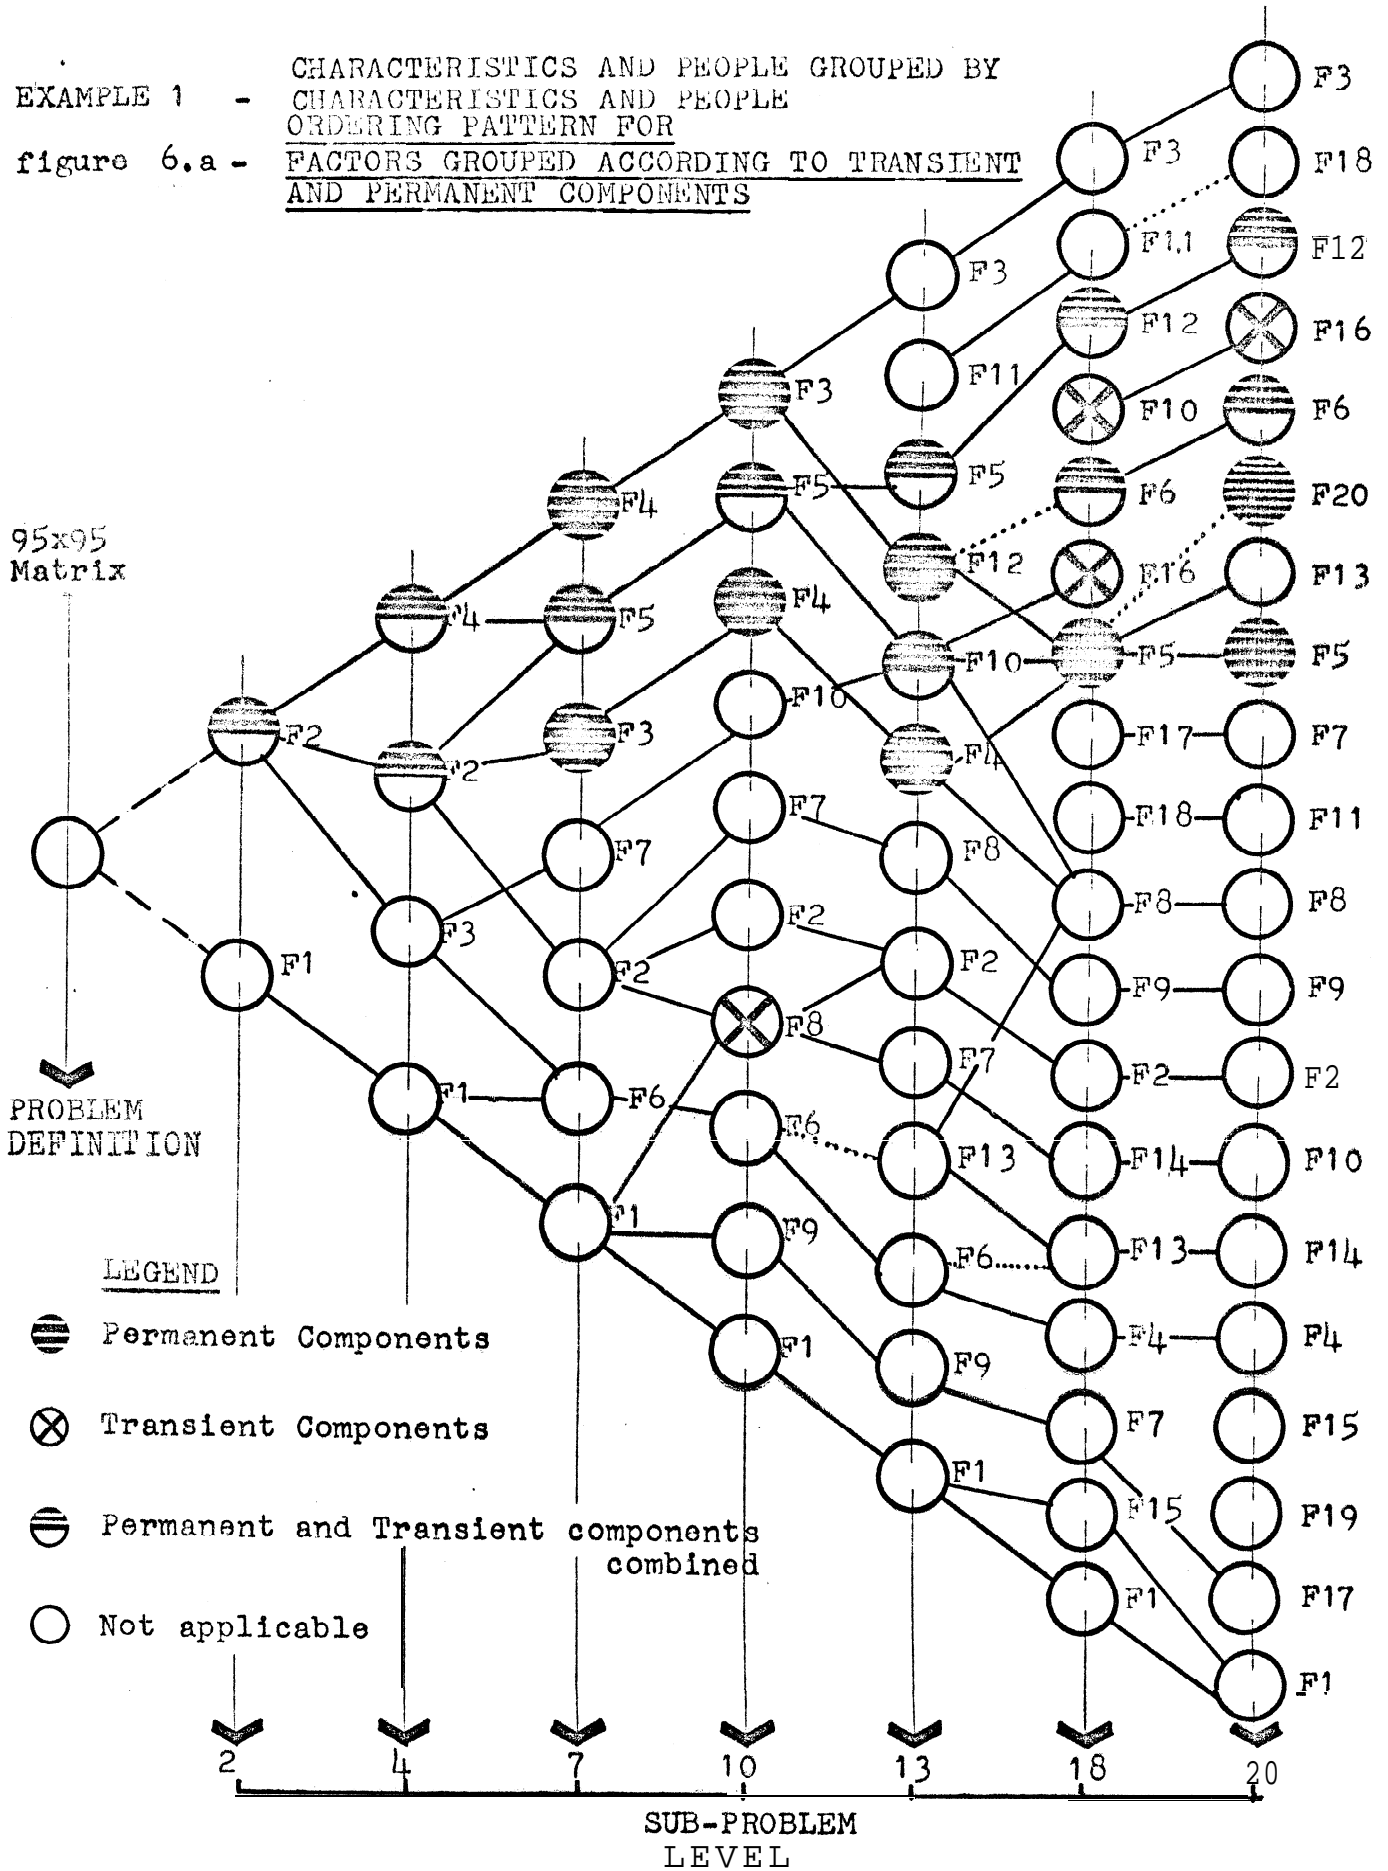 CHARACTERISTICS AND PEOPLE GROUPED BY
EXAMPLE 1 - CHARACTERISTICS AND PEOPLE
ORDERING PATTERN FOR
figure 6.a - FACTORS GROUPED ACCORDING TO TRANSIENT
AND PERMANENT COMPONENTS
95x95
Matrix
PROBLEM
DEFINITION
F2
F1
F4
F2
F3
F1
F4
F5
F3
F7
F2
F6
F1
F3
F5
F4
F10
F7
F2
F8
F6
F9
F1
F3
F11
F5
F12
F10
F4
F8
F2
F7
F13
F6
F9
F1
F3
F11
F12
F10
F6
F16
F5
F17
F18
F8
F9
F2
F14
F13
F4
F7
F15
F1
F3
F18
F12
F16
F6
F20
F13
F5
F7
F11
F8
F9
F2
F10
F14
F4
F15
F19
F17
F1
LEGEND
Permanent Components
Transient Components
Permanent and Transient components
combined
Not applicable
2 4 7 10 13 18 20
SUB-PROBLEM
LEVEL